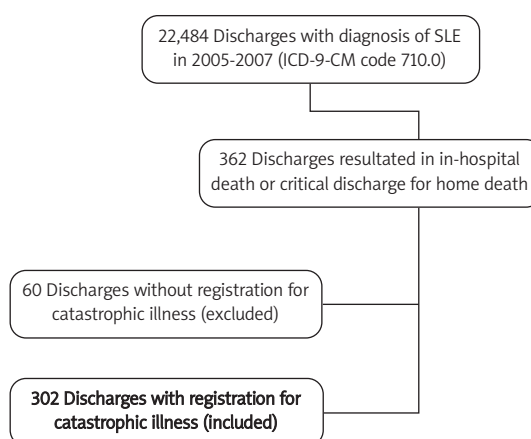 22,484 Discharges with diagnosis of SLE
in 2005-2007 (ICD-9-CM code 710.0)
362 Discharges resultated in in-hospital
death or critical discharge for home death
60 Discharges without registration for
catastrophic illness (excluded)
302 Discharges with registration for
catastrophic illness (included)